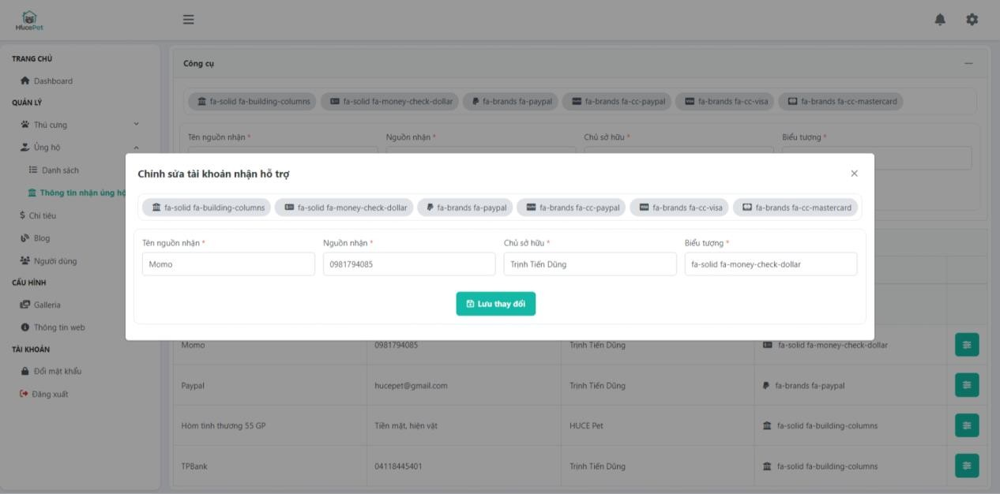 HucePet
TRANG CHỦ
Dashboard
QUẢN LÝ
Thú cưng
Ủng hộ
Danh sách
Thông tin nhận ủng hộ
Chi tiêu
Blog
Người dùng
CẤU HÌNH
Galleria
Thông tin web
TÀI KHOẢN
Đổi mật khẩu
Đăng xuất
Công cụ
fa-solid fa-building-columns fa-solid fa-money-check-dollar fa-brands fa-paypal fa-brands fa-cc-paypal fa-brands fa-cc-visa fa-brands fa-cc-mastercard
Tên nguồn nhận * Nguồn nhận * Chủ sở hữu * Biểu tượng *
Chỉnh sửa tài khoản nhận hỗ trợ
fa-solid fa-building-columns fa-solid fa-money-check-dollar fa-brands fa-paypal fa-brands fa-cc-paypal fa-brands fa-cc-visa fa-brands fa-cc-mastercard
Tên nguồn nhận * Nguồn nhận * Chủ sở hữu * Biểu tượng *
Momo 0981794085 Trịnh Tiến Dũng fa-solid fa-money-check-dollar
Lưu thay đổi
Momo 0981794085 Trịnh Tiến Dũng fa-solid fa-money-check-dollar
Paypal hucepet@gmail.com Trịnh Tiến Dũng fa-brands fa-paypal
Hòm tình thương 55 GP Tiền mặt, hiện vật HUCE Pet fa-solid fa-building-columns
TPBank 04118445401 Trịnh Tiến Dũng fa-solid fa-building-columns